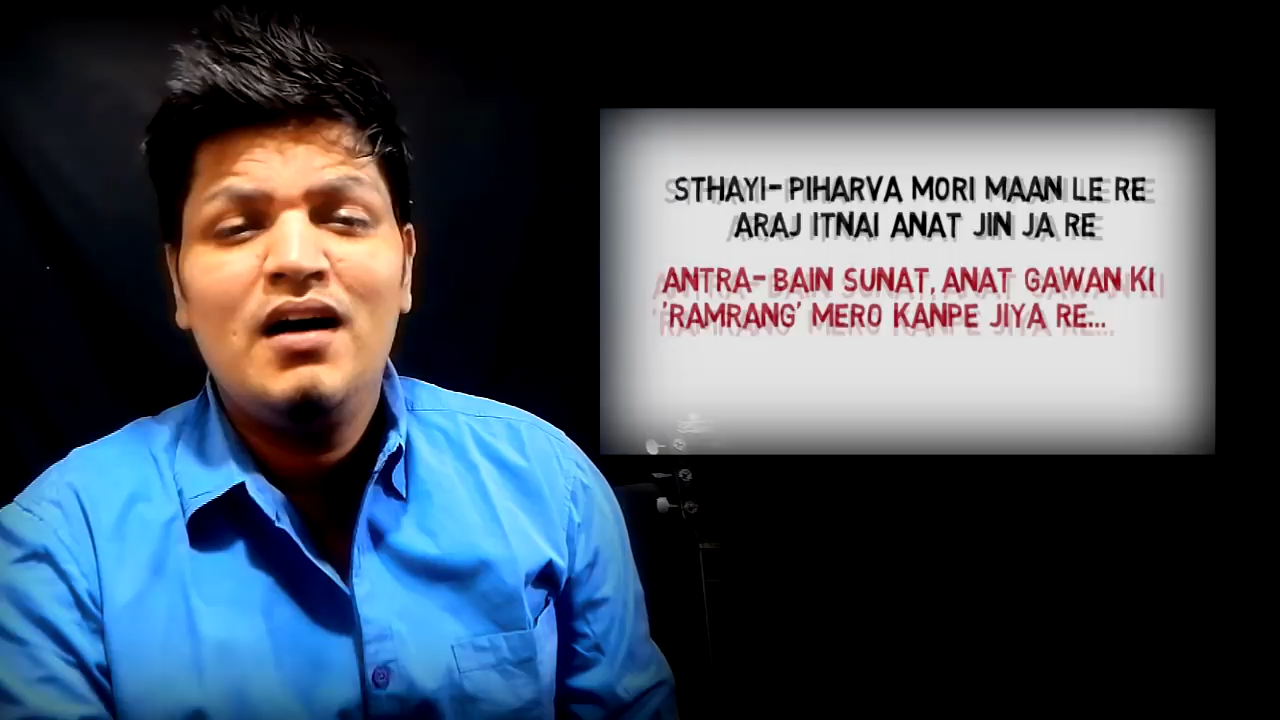 STHAYI- PIHARVA MORI MAAN LE RE
ARAJ ITNAI ANAT JIN JA RE
ANTRA- BAIN SUNAT, ANAT GAWAN KI
'RAMRANG' MERO KANPE JIYA RE...